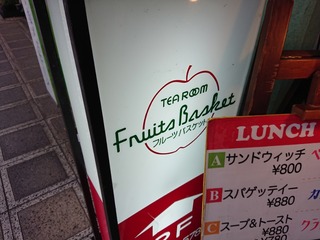 TEA ROOM
Fruits Basket
フルーツバスケット
LUNCH
A サンドウィッチ
¥800
B スパゲッティー
¥880
C スープ&トースト
¥880